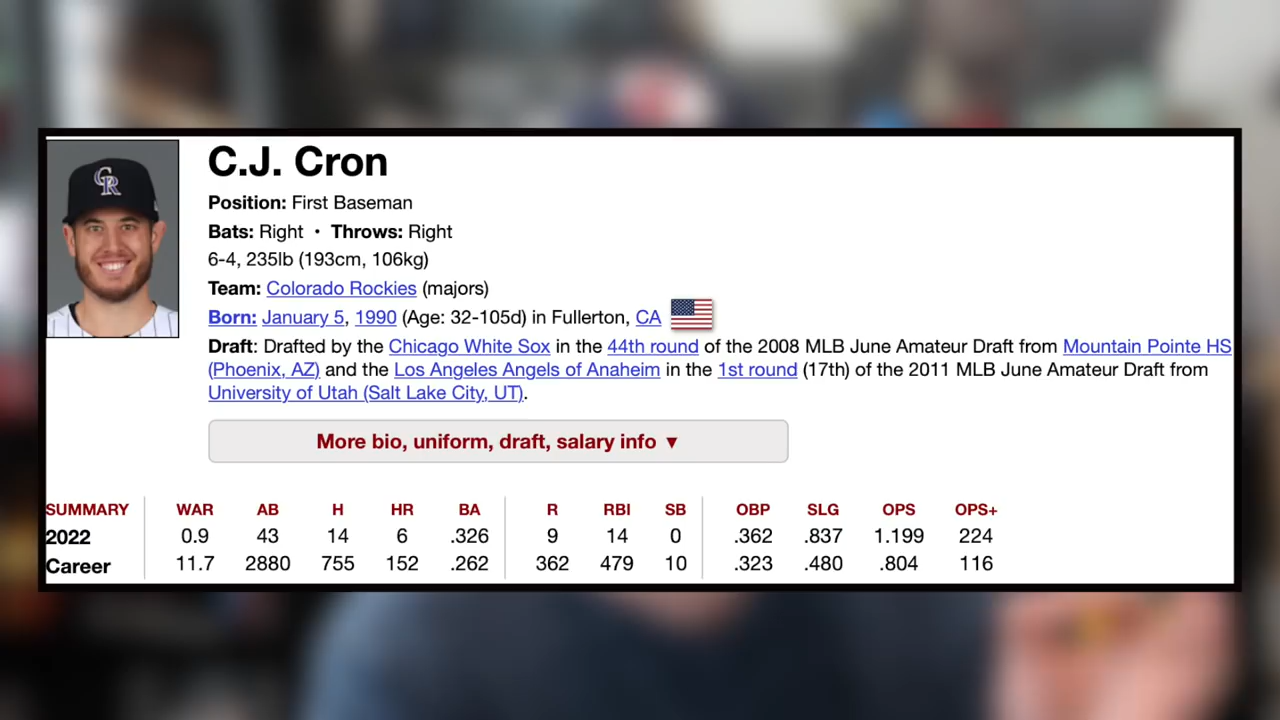 C.J. Cron
Position: First Baseman
Bats: Right • Throws: Right
6-4, 235lb (193cm, 106kg)
Team: Colorado Rockies (majors)
Born: January 5, 1990 (Age: 32-105d) in Fullerton, CA
Draft: Drafted by the Chicago White Sox in the 44th round of the 2008 MLB June Amateur Draft from Mountain Pointe HS
(Phoenix, AZ) and the Los Angeles Angels of Anaheim in the 1st round (17th) of the 2011 MLB June Amateur Draft from
University of Utah (Salt Lake City, UT).
More bio, uniform, draft, salary info ▼
SUMMARY WAR AB H HR BA R RBI SB OBP SLG OPS OPS+
2022 0.9 43 14 6 .326 9 14 0 .362 .837 1.199 224
Career 11.7 2880 755 152 .262 362 479 10 .323 .480 .804 116
CR